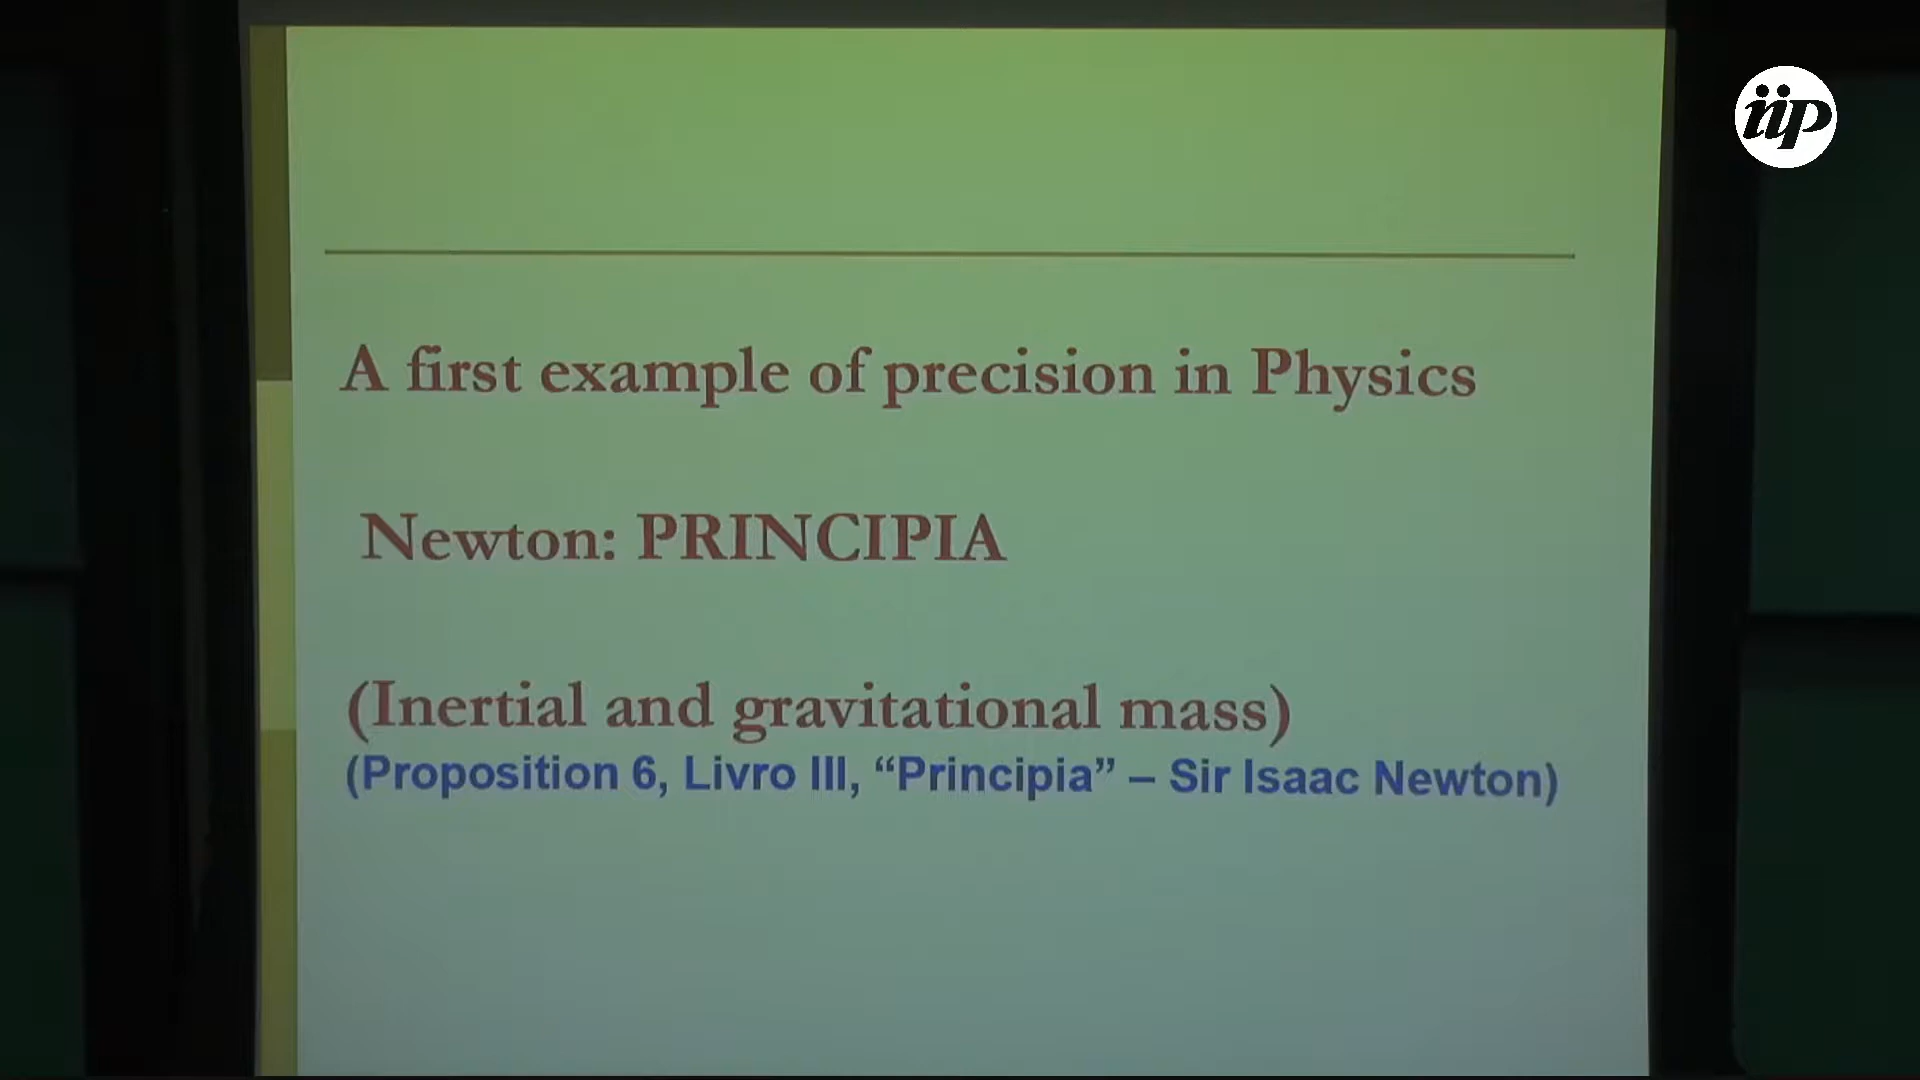 iip
A first example of precision in Physics
Newton: PRINCIPIA
(Inertial and gravitational mass)
(Proposition 6, Livro III, “Principia” – Sir Isaac Newton)